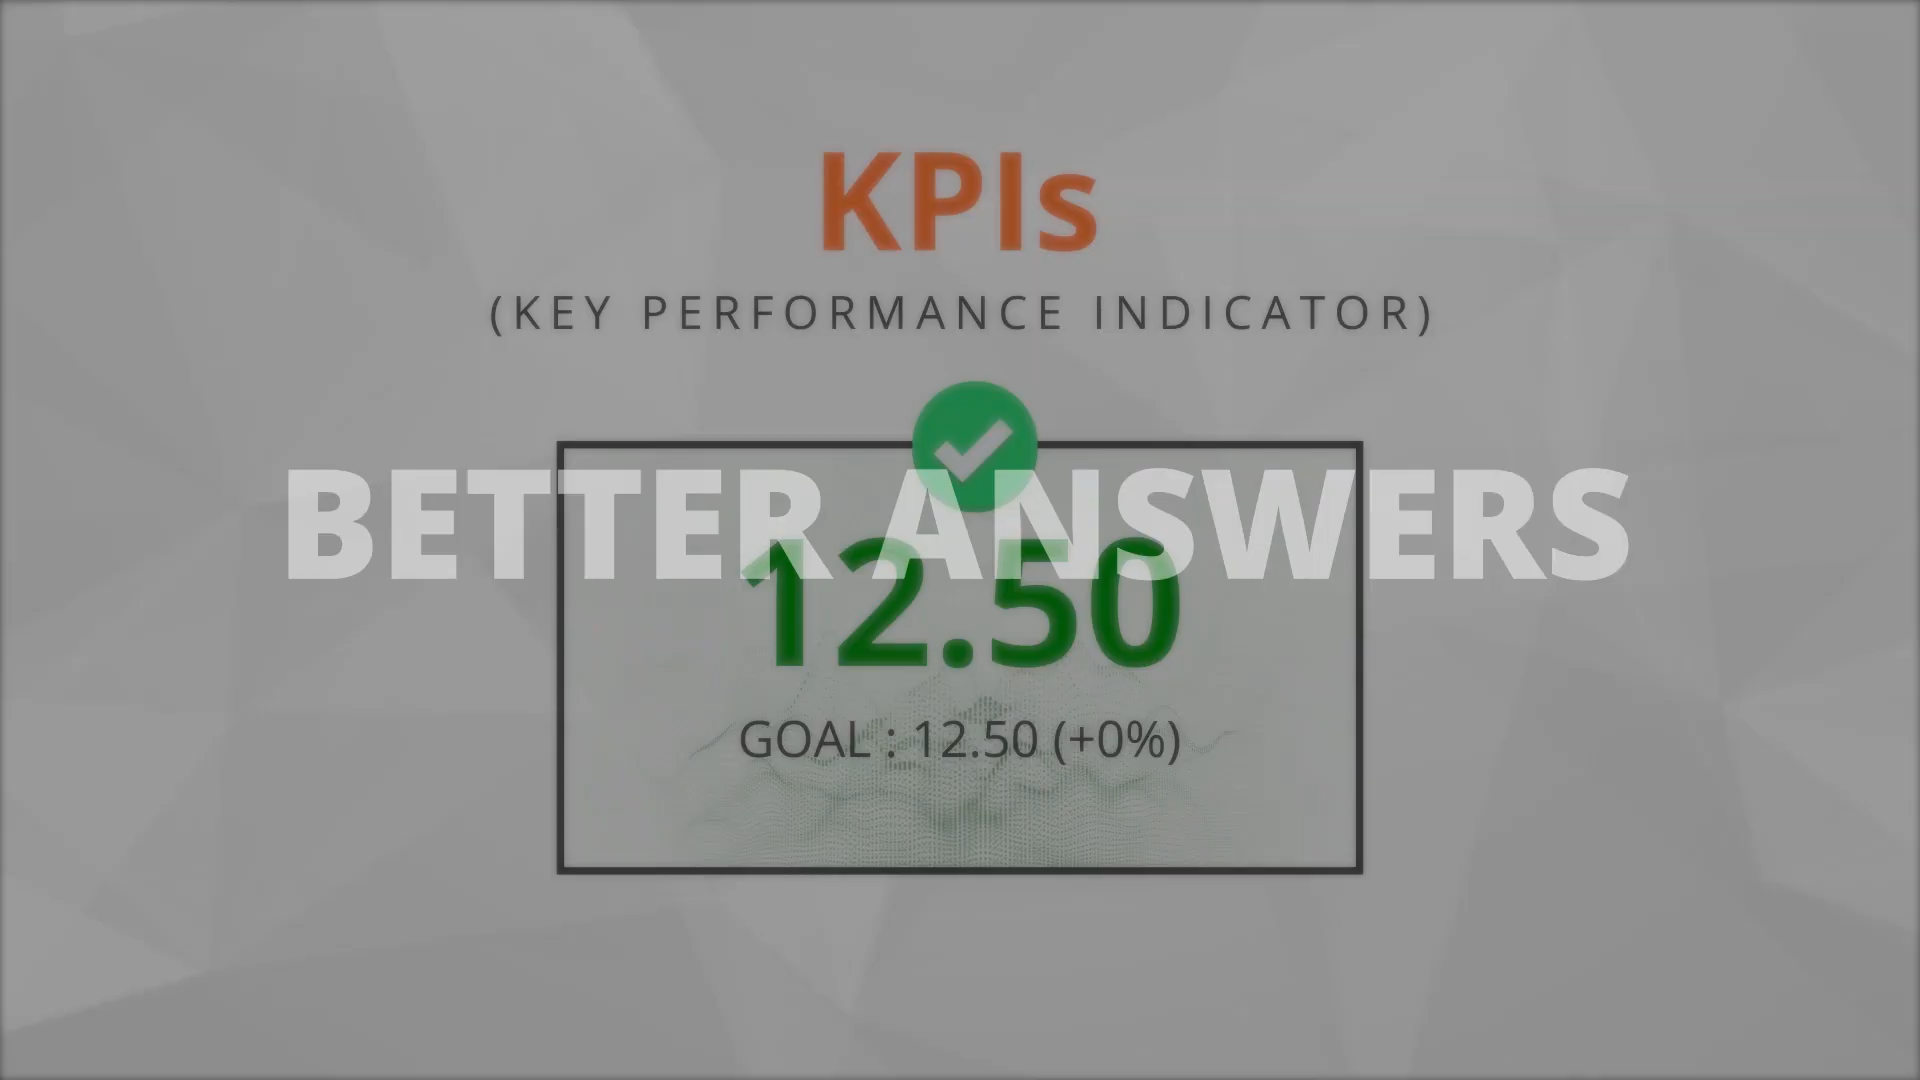 KPIs
(KEY PERFORMANCE INDICATOR)
BETTER ANSWERS
12.50
GOAL : 12.50 (+0%)